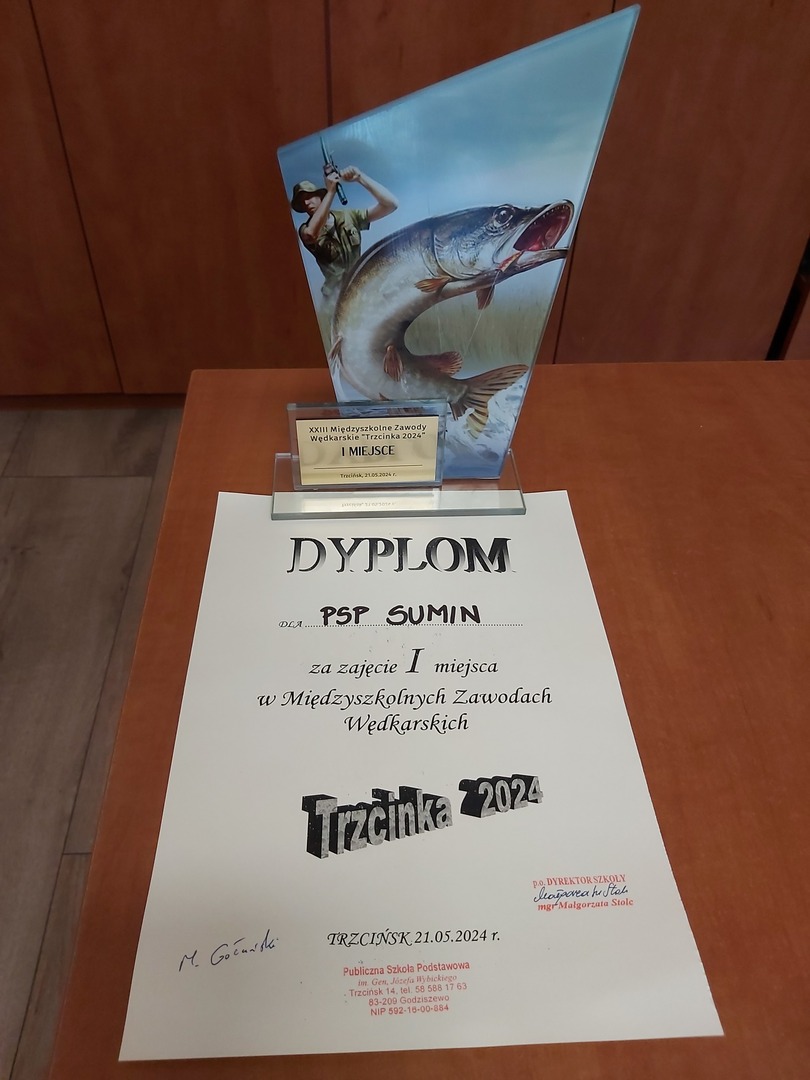 XXIII Międzyszkolne Zawody
Wędkarskie "Trzcinka 2024"
I MIEJSCE
Trzcińsk, 21.05.2024 r.
DYPLOM
DLA PSP SUMIN
za zajęcie I miejsca
w Międzyszkolnych Zawodach
Wędkarskich
Trzcinka 2024
p.o. DYREKTOR SZKOŁY
mgr Małgorzata Stolc
TRZCIŃSK 21.05.2024 r.
M.
Publiczna Szkoła Podstawowa
im. Gen. Józefa Wybickiego
Trzcińsk 14, tel. 58 588 17 63
83-209 Godziszewo
NIP 592-16-00-884